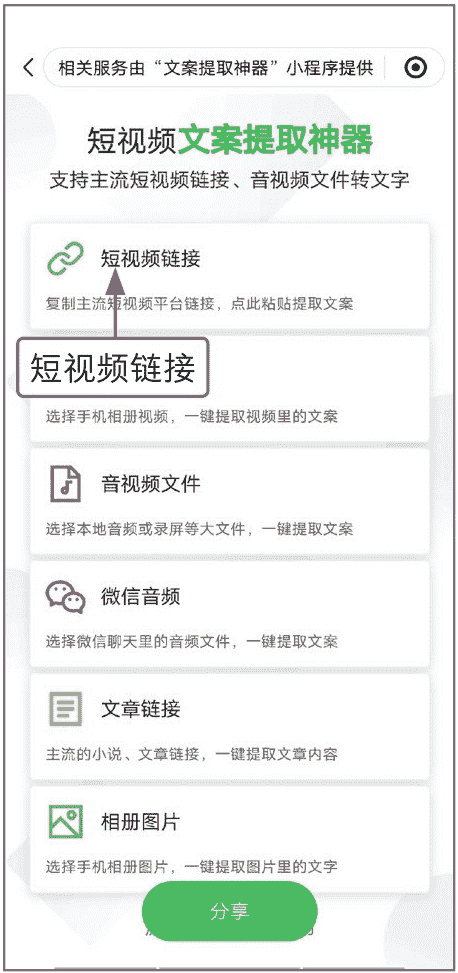 相关服务由“文案提取神器”小程序提供
短视频文案提取神器
支持主流短视频链接、音视频文件转文字
短视频链接
复制主流短视频平台链接，点此粘贴提取文案
短视频链接
选择手机相册视频，一键提取视频里的文案
音视频文件
选择本地音频或录屏等大文件，一键提取文案
微信音频
选择微信聊天里的音频文件，一键提取文案
文章链接
主流的小说、文章链接，一键提取文章内容
相册图片
选择手机相册图片，一键提取图片里的文字
分享